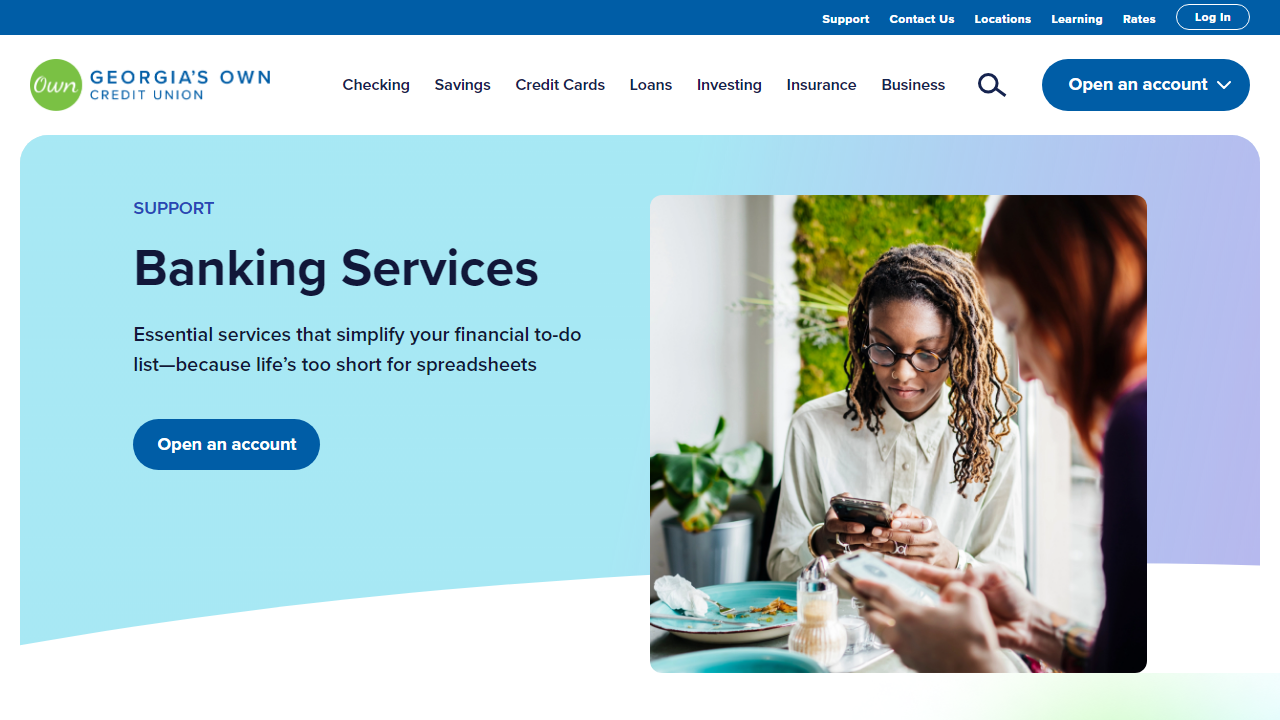 Support Contact Us Locations Learning Rates Log In
Own GEORGIA'S OWN
CREDIT UNION
Checking Savings Credit Cards Loans Investing Insurance Business Open an account
SUPPORT
Banking Services
Essential services that simplify your financial to-do
list—because life’s too short for spreadsheets
Open an account